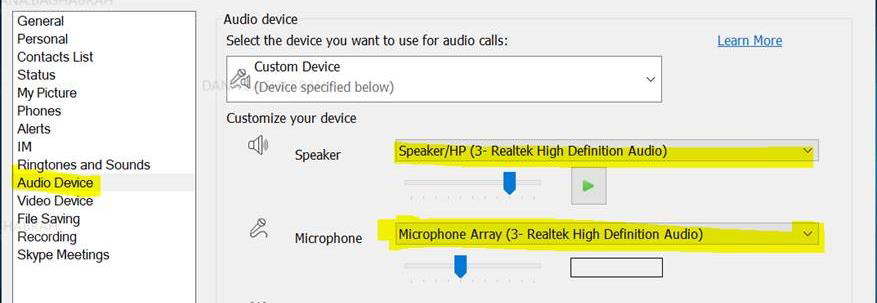 General
Personal
Contacts List
Status
My Picture
Phones
Alerts
IM
Ringtones and Sounds
Audio Device
Video Device
File Saving
Recording
Skype Meetings
Audio device
Select the device you want to use for audio calls:
Learn More
Custom Device
(Device specified below)
Customize your device
Speaker
Speaker/HP (3- Realtek High Definition Audio)
Microphone
Microphone Array (3- Realtek High Definition Audio)